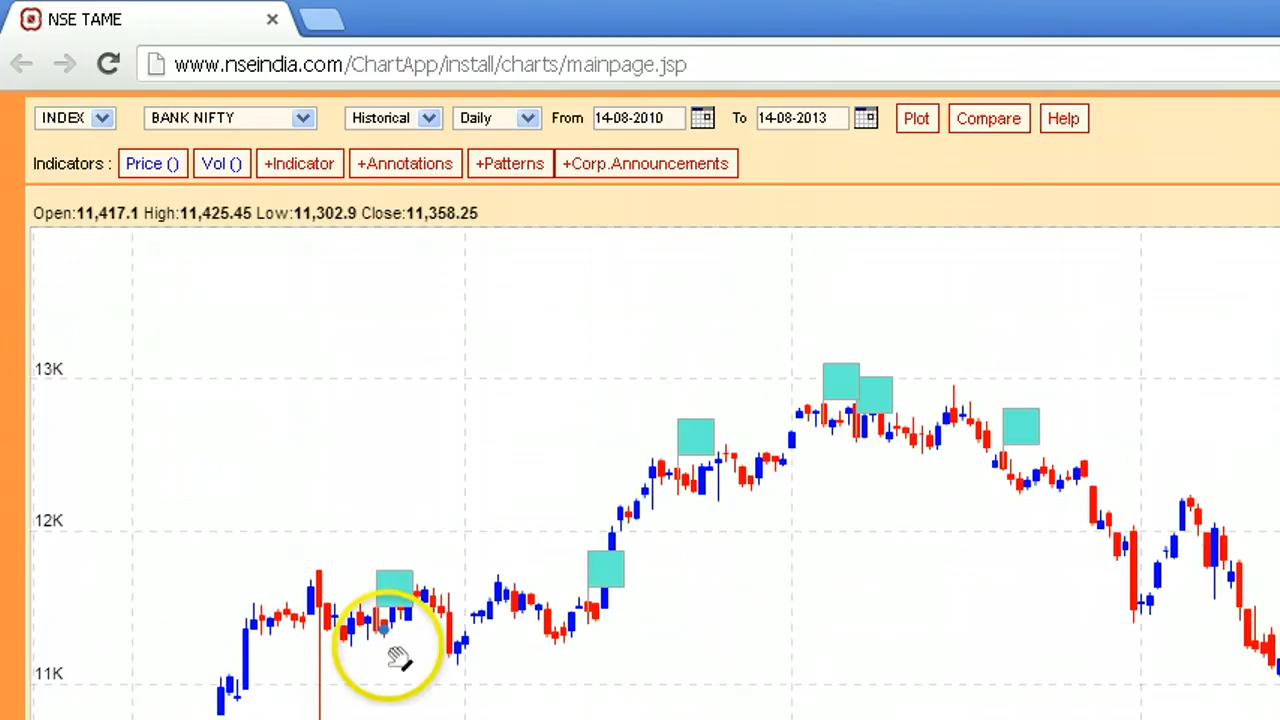 NSE TAME
www.nseindia.com/ChartApp/install/charts/mainpage.jsp
INDEX BANK NIFTY Historical Daily From 14-08-2010 To 14-08-2013 Plot Compare Help
Indicators : Price () Vol () +Indicator +Annotations +Patterns +Corp.Announcements
Open:11,417.1 High:11,425.45 Low:11,302.9 Close:11,358.25
13K
12K
11K